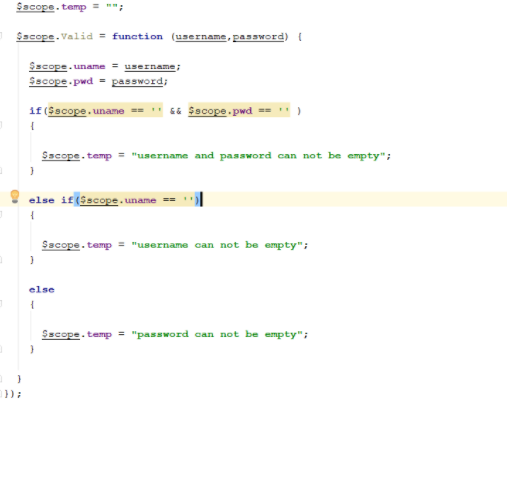 $scope.temp = "";
$scope.Valid = function (username,password) {
$scope.uname = username;
$scope.pwd = password;
if($scope.uname == '' && $scope.pwd == '' )
{
$scope.temp = "username and password can not be empty";
}
else if($scope.uname == '')
{
$scope.temp = "username can not be empty";
}
else
{
$scope.temp = "password can not be empty";
}
}
});